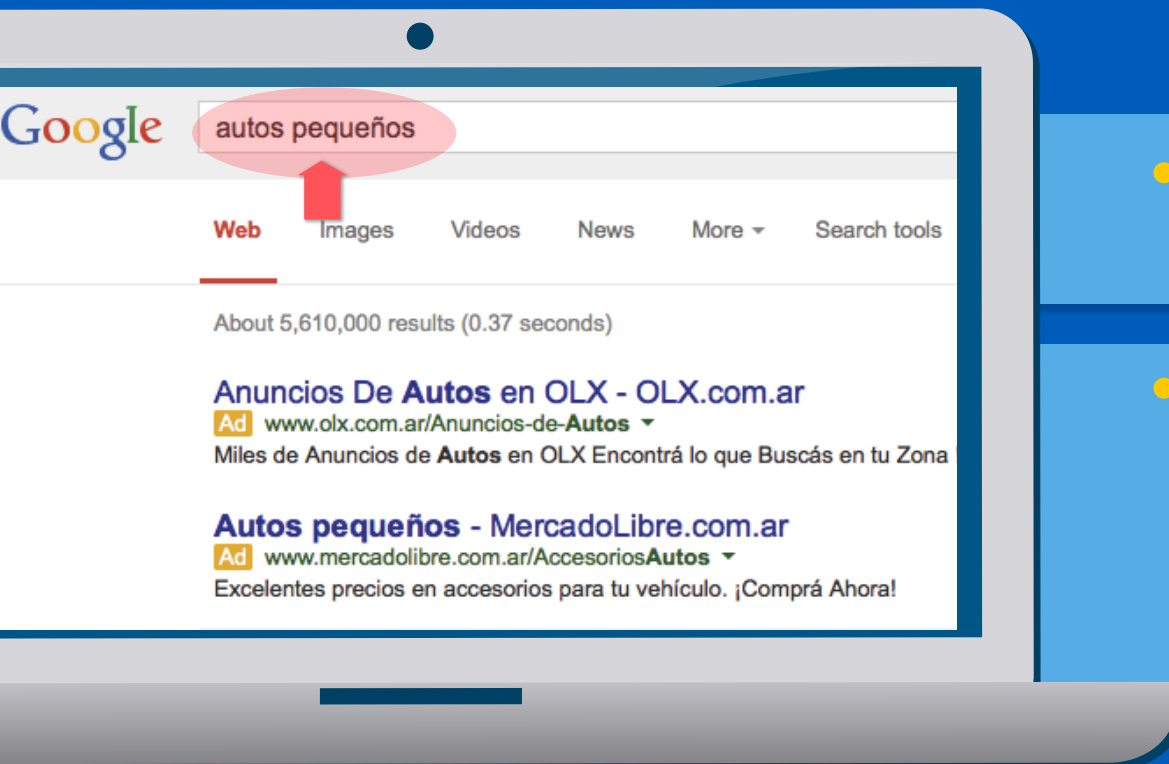 Google
autos pequeños
Web Images Videos News More Search tools
About 5,610,000 results (0.37 seconds)
Anuncios De Autos en OLX - OLX.com.ar
Ad www.olx.com.ar/Anuncios-de-Autos
Miles de Anuncios de Autos en OLX Encontrá lo que Buscás en tu Zona
Autos pequeños - MercadoLibre.com.ar
Ad www.mercadolibre.com.ar/AccesoriosAutos
Excelentes precios en accesorios para tu vehículo. ¡Comprá Ahora!